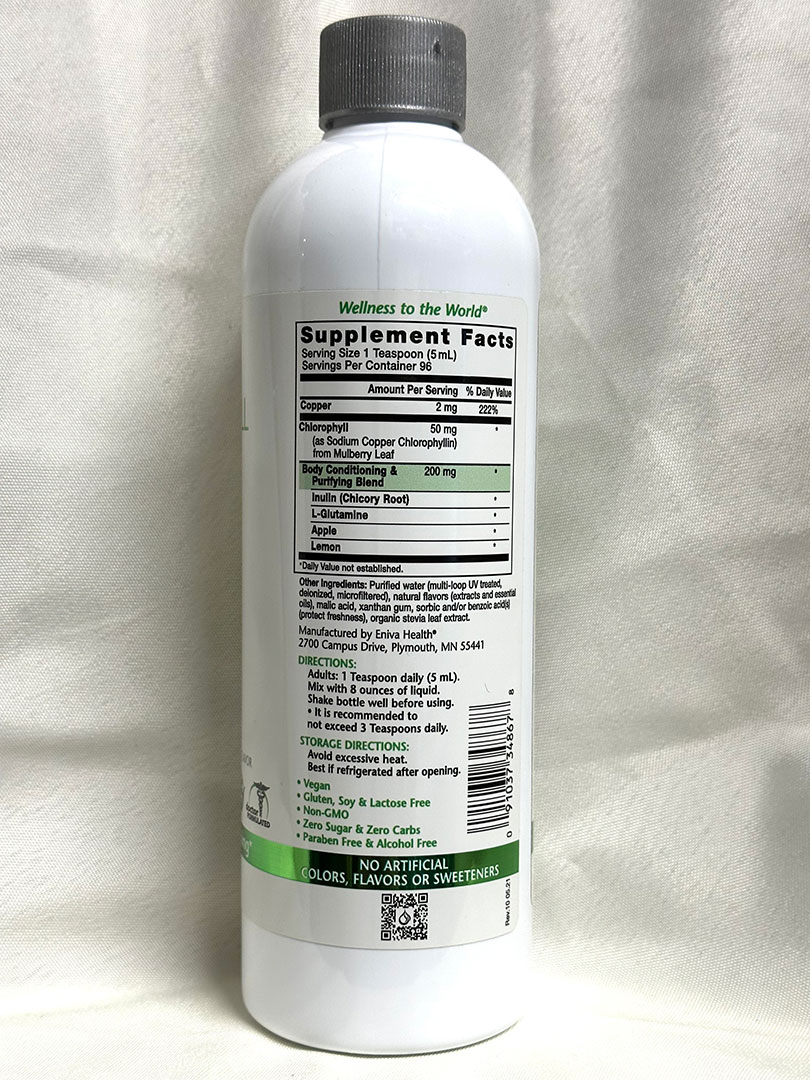 Wellness to the World®
Supplement Facts
Serving Size 1 Teaspoon (5 mL)
Servings Per Container 96
Amount Per Serving % Daily Value
Copper 2 mg 222%
Chlorophyll 50 mg *
(as Sodium Copper Chlorophyllin)
from Mulberry Leaf
Body Conditioning & 200 mg *
Purifying Blend
Inulin (Chicory Root) *
L-Glutamine *
Apple *
Lemon *
*Daily Value not established.
Other Ingredients: Purified water (multi-loop UV treated,
deionized, microfiltered), natural flavors (extracts and essential
oils), malic acid, xanthan gum, sorbic and/or benzoic acid(s)
(protect freshness), organic stevia leaf extract.
Manufactured by Eniva Health®
2700 Campus Drive, Plymouth, MN 55441
DIRECTIONS:
Adults: 1 Teaspoon daily (5 mL).
Mix with 8 ounces of liquid.
Shake bottle well before using.
• It is recommended to
not exceed 3 Teaspoons daily.
STORAGE DIRECTIONS:
Avoid excessive heat.
Best if refrigerated after opening.
• Vegan
• Gluten, Soy & Lactose Free
• Non-GMO
• Zero Sugar & Zero Carbs
• Paraben Free & Alcohol Free
NO ARTIFICIAL
COLORS, FLAVORS OR SWEETENERS
0 91037 34867 8
Rev.10 05.21
doctor
FORMULATED